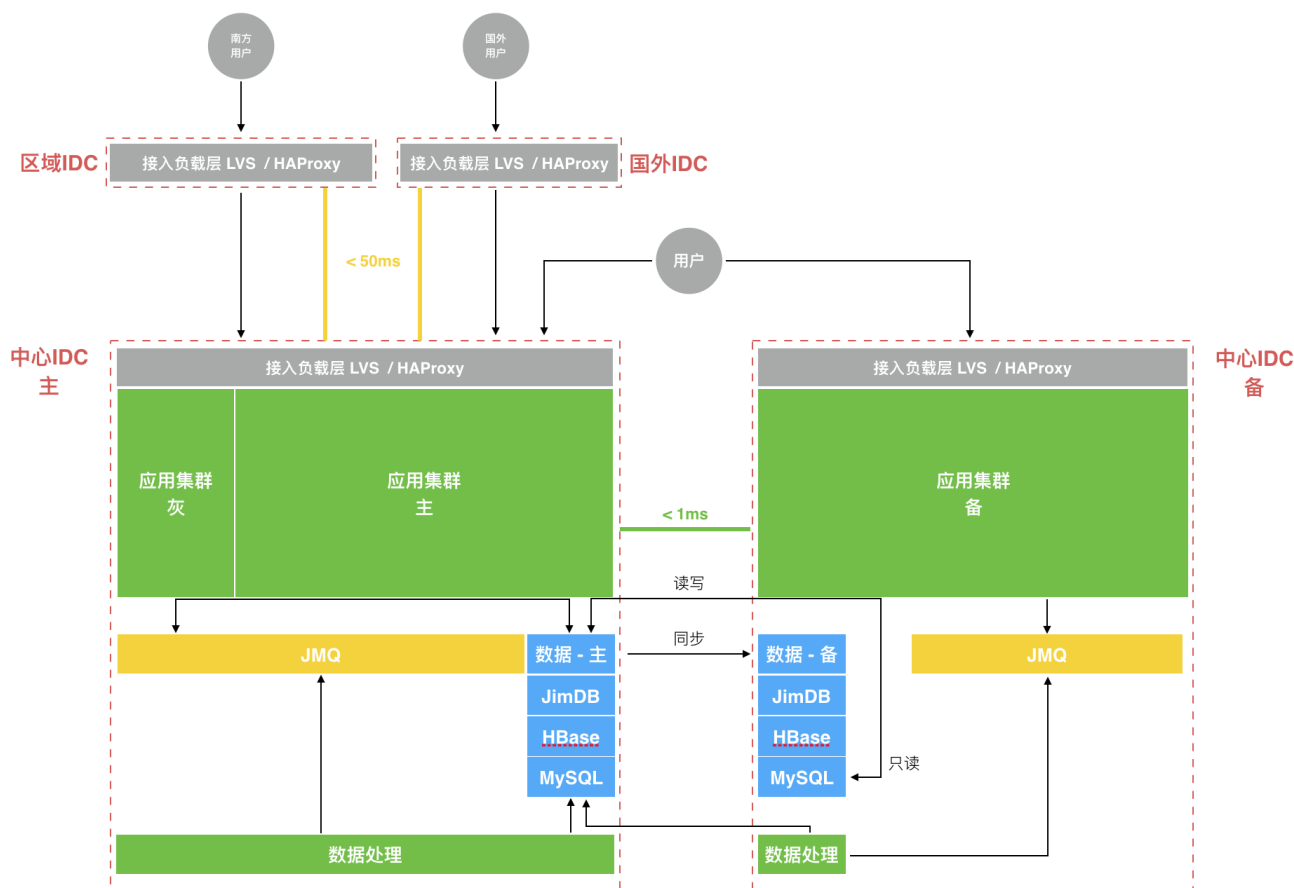 南方
用户
国外
用户
区域IDC
接入负载层 LVS / HAProxy
接入负载层 LVS / HAProxy
国外IDC
< 50ms
用户
中心IDC
主
接入负载层 LVS / HAProxy
接入负载层 LVS / HAProxy
中心IDC
备
应用集群
灰
应用集群
主
< 1ms
应用集群
备
读写
JMQ
数据 - 主
同步
数据 - 备
JMQ
JimDB
JimDB
HBase
HBase
MySQL
MySQL
只读
数据处理
数据处理